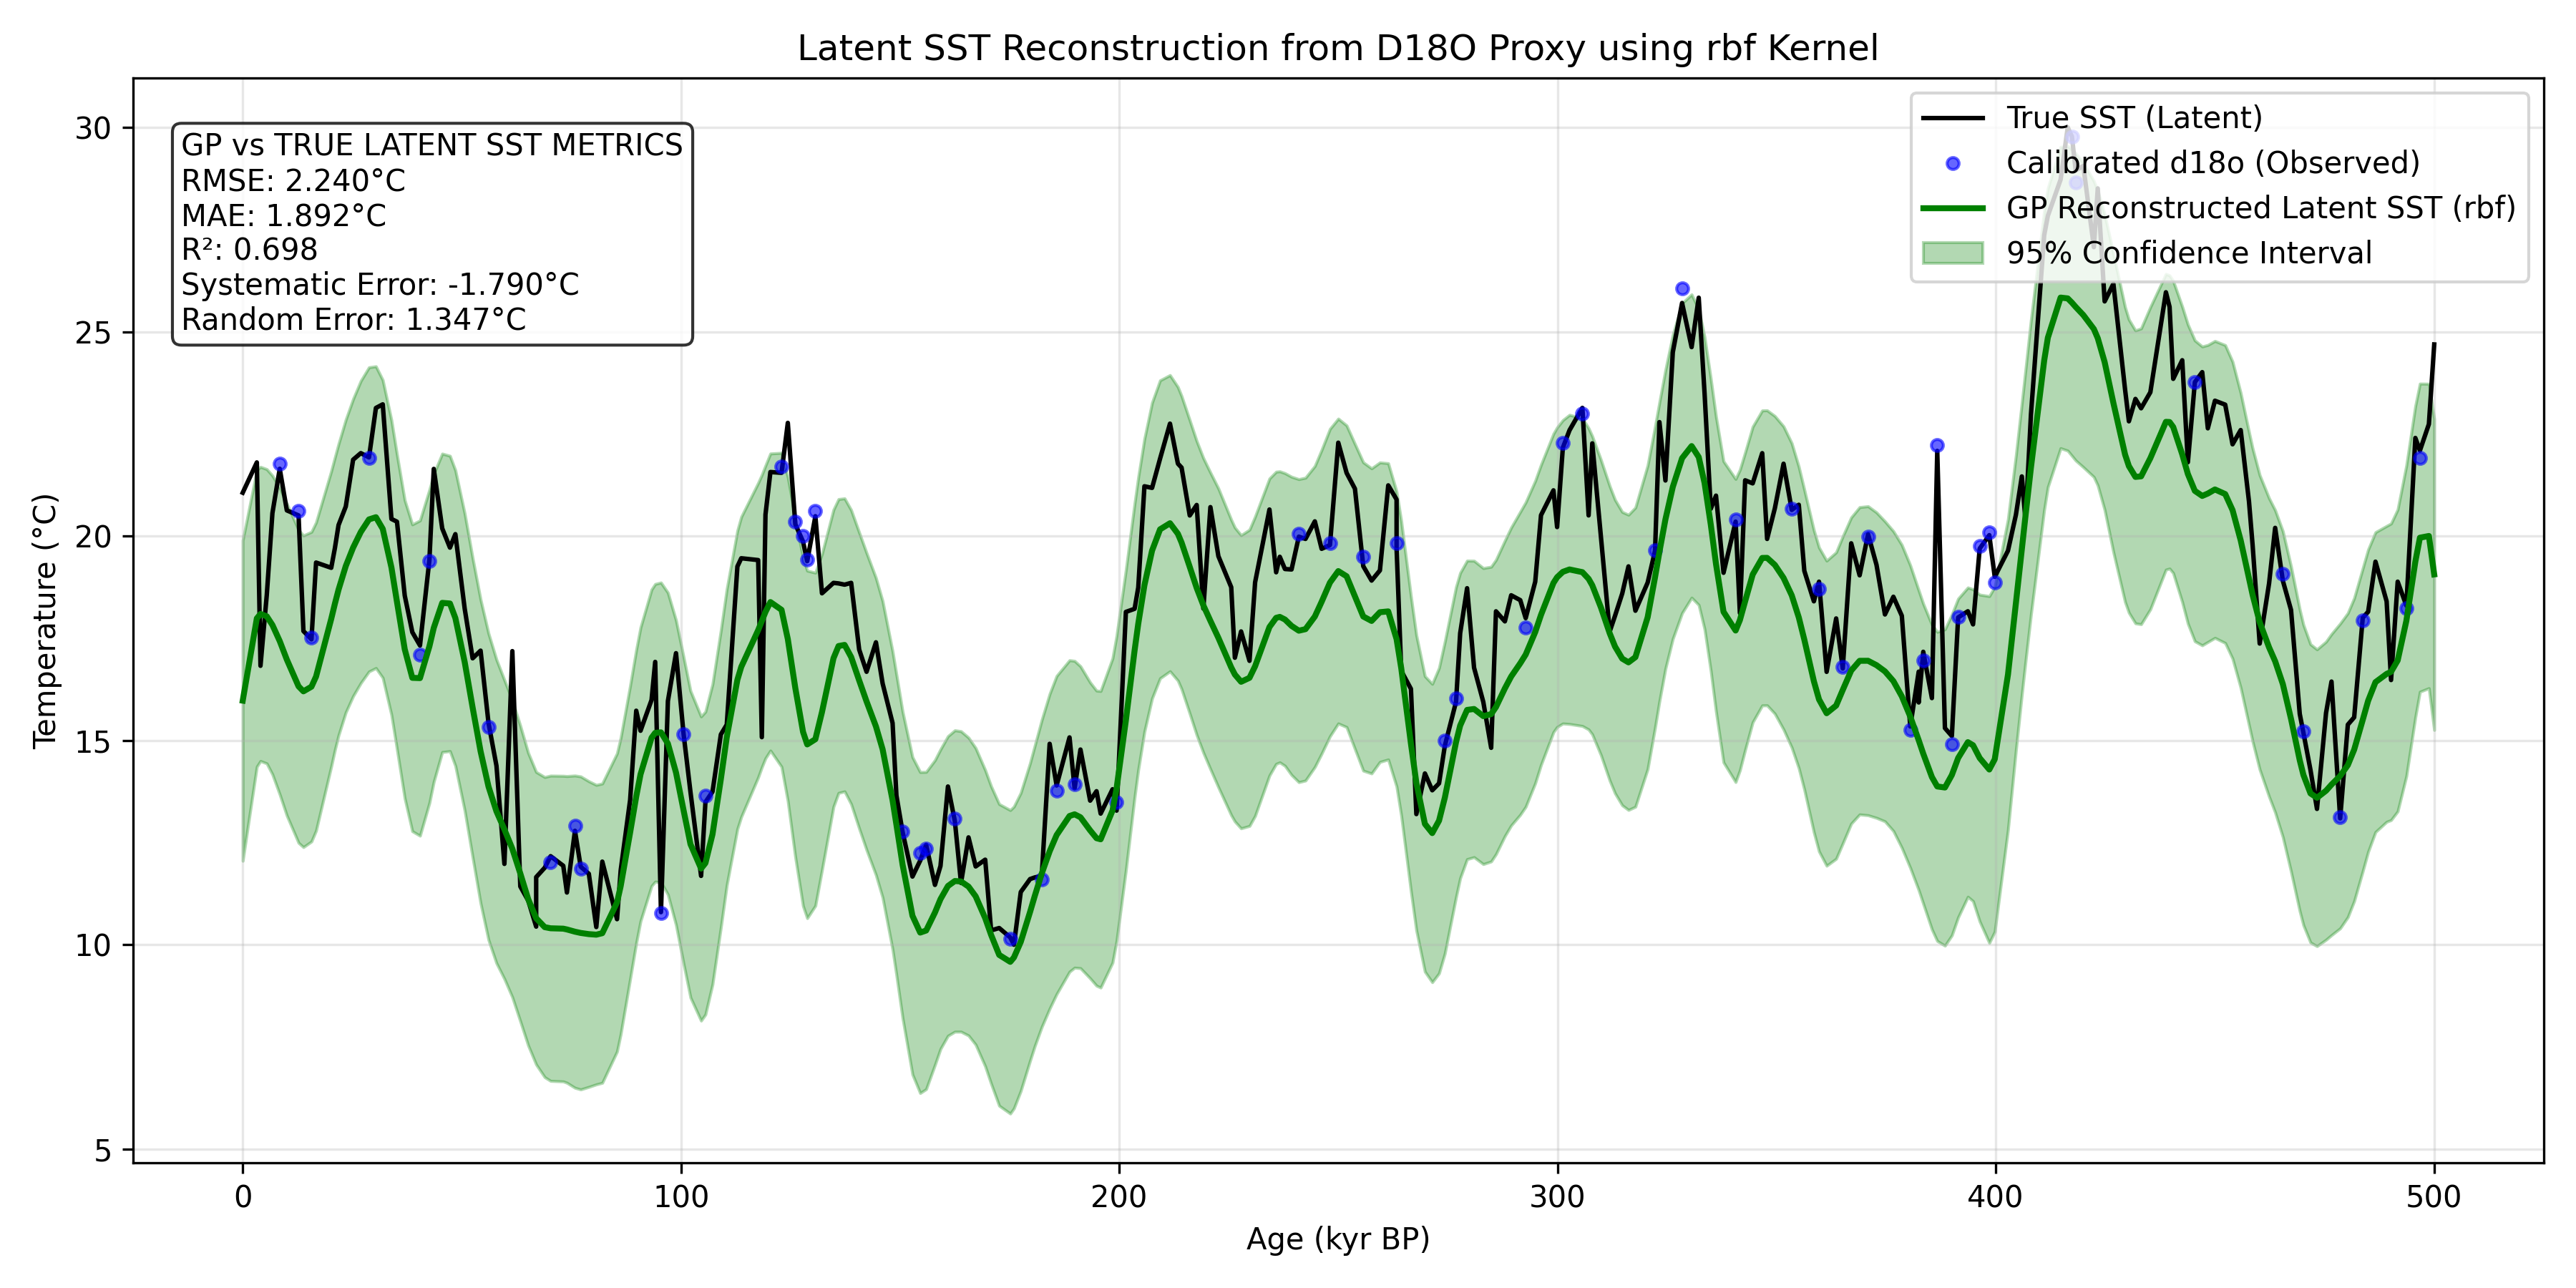 Latent SST Reconstruction from D18O Proxy using rbf Kernel
GP vs TRUE LATENT SST METRICS
RMSE: 2.240°C
MAE: 1.892°C
R²: 0.698
Systematic Error: -1.790°C
Random Error: 1.347°C
True SST (Latent)
Calibrated d18o (Observed)
GP Reconstructed Latent SST (rbf)
95% Confidence Interval
Temperature (°C)
30
25
20
15
10
5
0 100 200 300 400 500
Age (kyr BP)